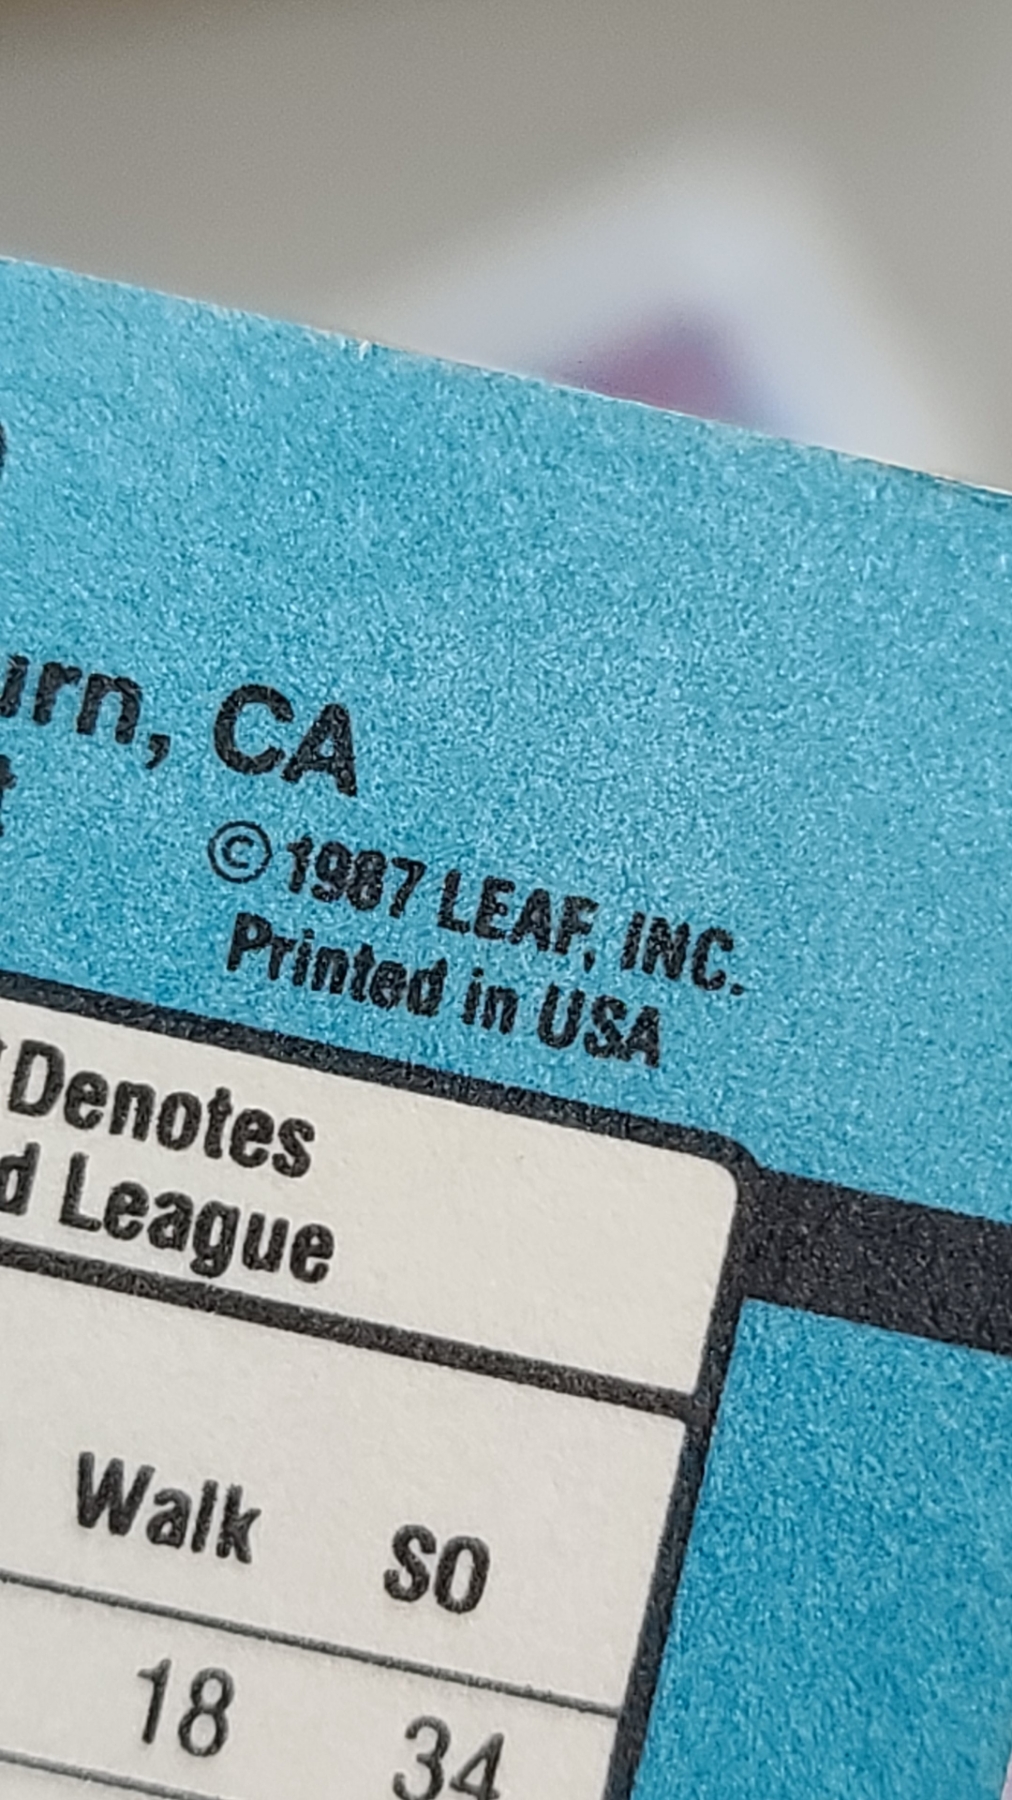 urn, CA
© 1987 LEAF, INC.
Printed in USA
Denotes
d League
Walk SO
18 34